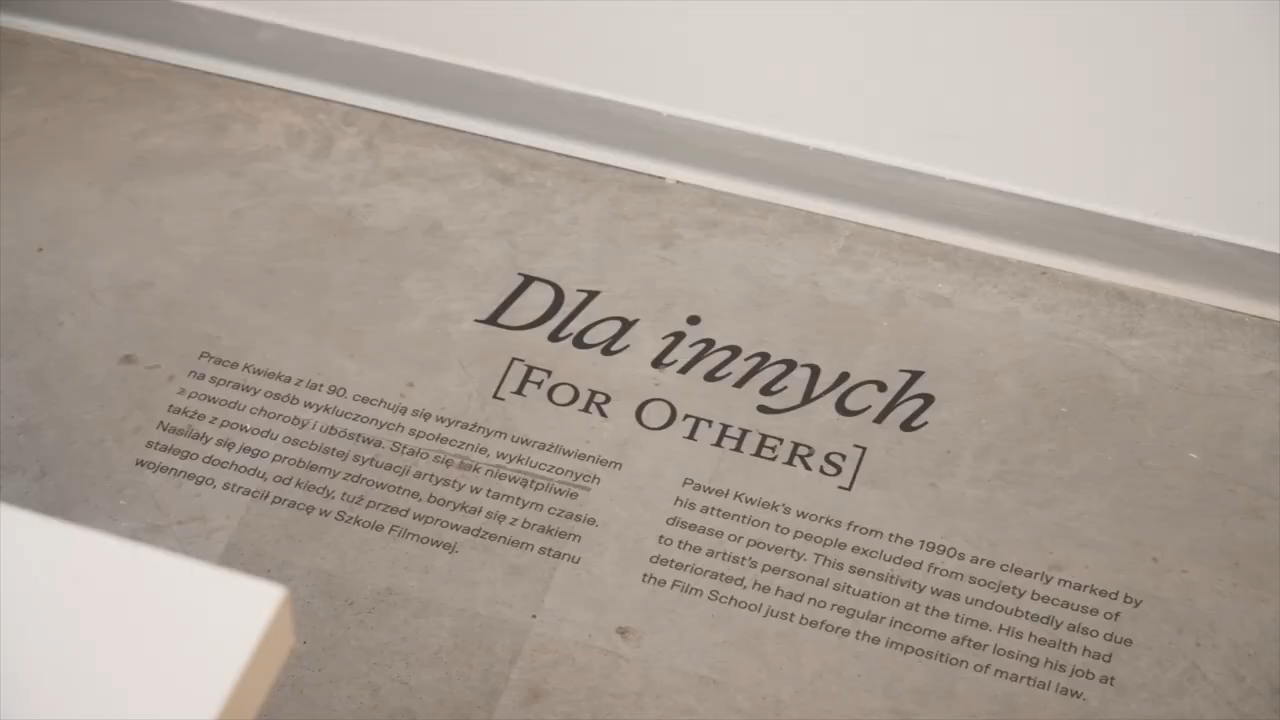 Dla innych
[FOR OTHERS]
Prace Kwieka z lat 90. cechują się wyraźnym uwrażliwieniem
na sprawy osób wykluczonych społecznie, wykluczonych
z powodu choroby i ubóstwa. Stało się tak niewątpliwie
także z powodu oscbistej sytuacji artysty w tamtym czasie.
Nasilały się jego problemy zdrowotne, borykał się z brakiem
stałego dochodu, od kiedy, tuż przed wprowadzeniem stanu
wojennego, stracił pracę w Szkole Filmowej.
Paweł Kwiek's works from the 1990s are clearly marked by
his attention to people excluded from society because of
disease or poverty. This sensitivity was undoubtedly also due
to the artist's personal situation at the time. His health had
deteriorated, he had no regular income after losing his job at
the Film School just before the imposition of martial law.